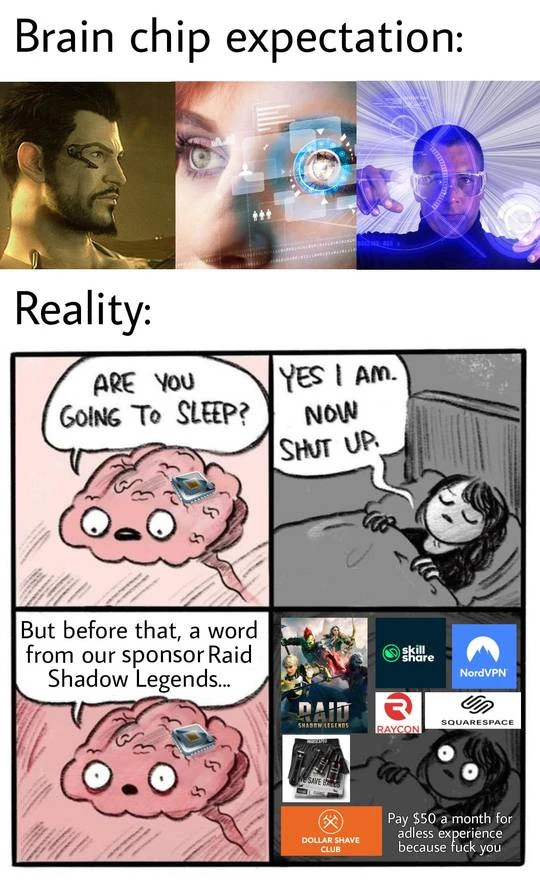 Brain chip expectation:
Reality:
ARE YOU
GOING TO SLEEP?
YES I AM.
NOW
SHUT UP.
But before that, a word
from our sponsor Raid
Shadow Legends...
RAID
SHADOW LEGENDS
skill
share
NordVPN
RAYCON
SQUARESPACE
DOLLAR SHAVE
CLUB
Pay $50 a month for
adless experience
because fuck you